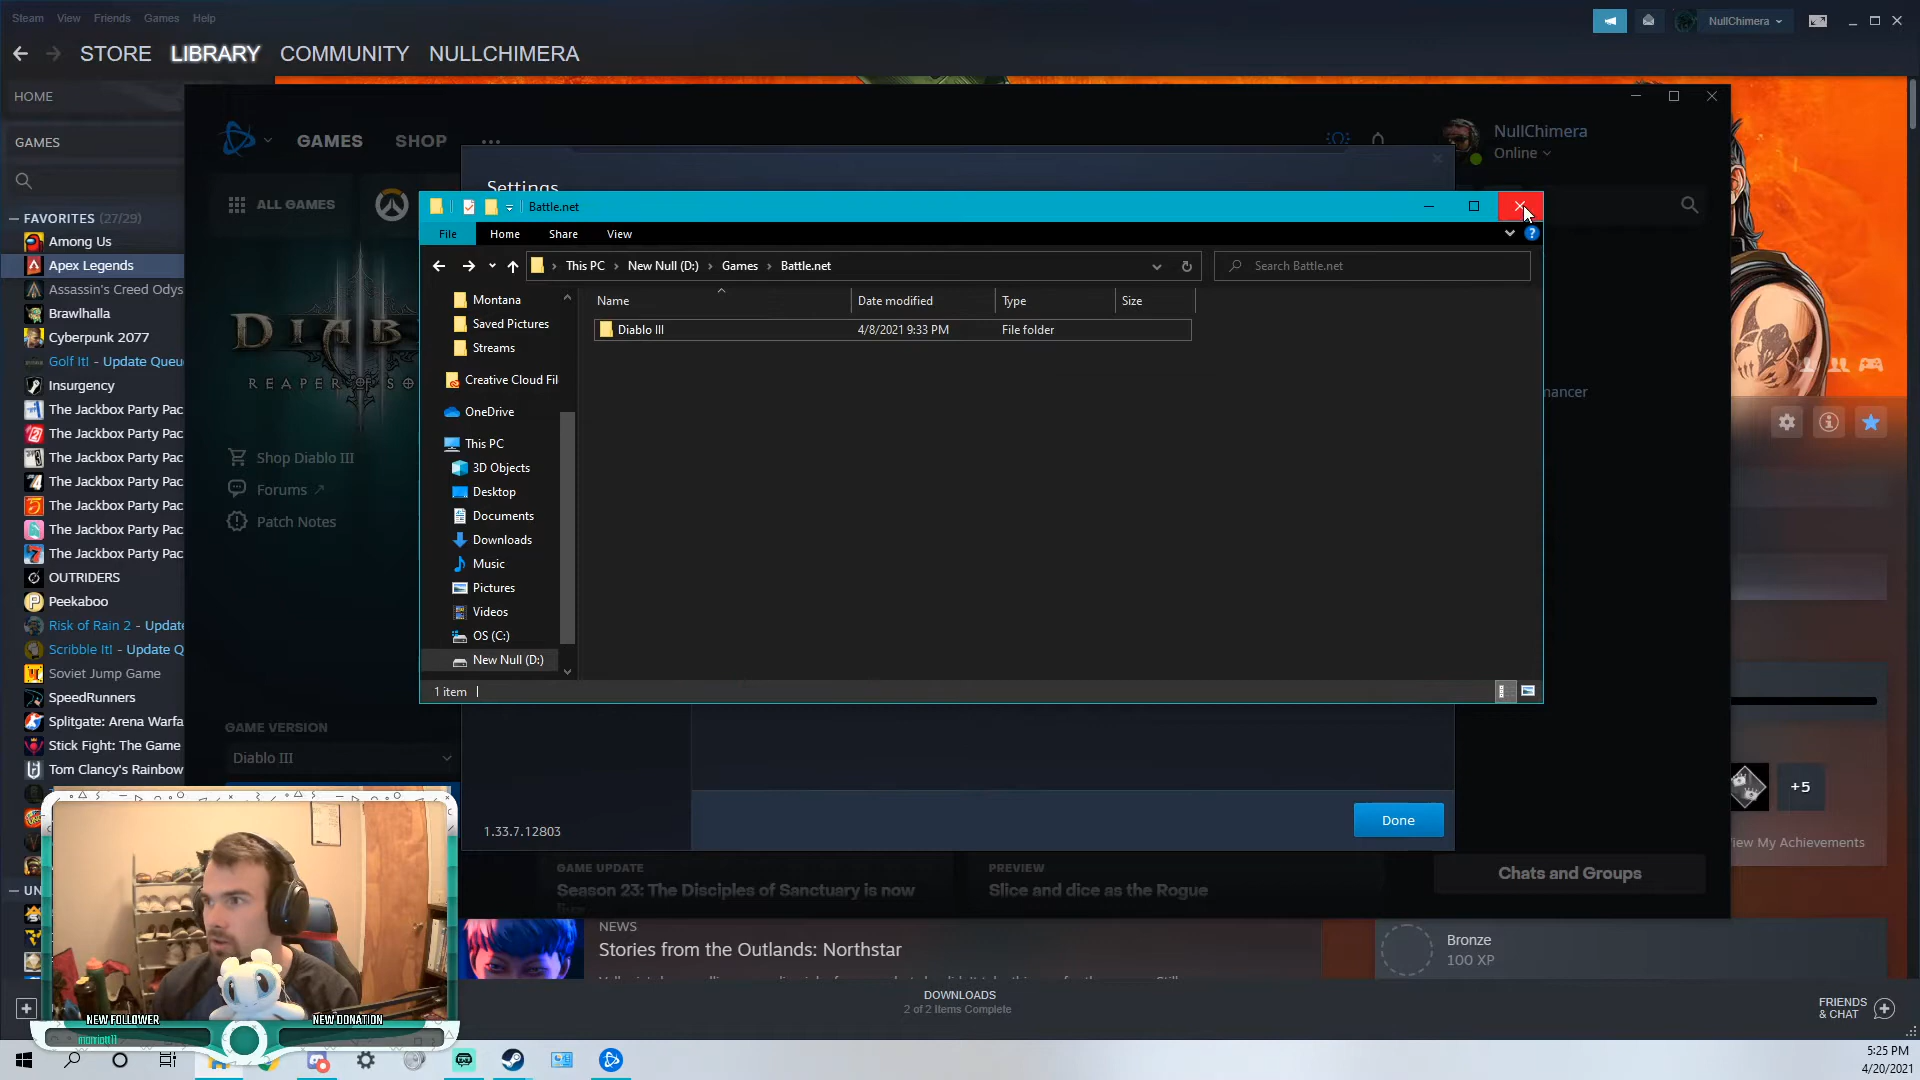 Steam View Friends Games Help
NullChimera
STORE LIBRARY COMMUNITY NULLCHIMERA
HOME
GAMES
FAVORITES (27/29)
Among Us
Apex Legends
Assassin's Creed Odys
Brawlhalla
Cyberpunk 2077
Golf It! - Update Queu
Insurgency
The Jackbox Party Pac
The Jackbox Party Pac
The Jackbox Party Pac
The Jackbox Party Pac
The Jackbox Party Pac
The Jackbox Party Pac
The Jackbox Party Pac
OUTRIDERS
Peekaboo
Risk of Rain 2 - Update
Scribble It! - Update Q
Soviet Jump Game
SpeedRunners
Splitgate: Arena Warfa
Stick Fight: The Game
Tom Clancy's Rainbow
UN
GAMES SHOP ...
NullChimera
Online
ALL GAMES
DIAB
REAPER OF SO
Shop Diablo III
Forums
Patch Notes
GAME VERSION
Diablo III
Settings
Battle.net
File Home Share View
This PC > New Null (D:) > Games > Battle.net
Search Battle.net
Name Date modified Type Size
Diablo III 4/8/2021 9:33 PM File folder
Montana
Saved Pictures
Streams
Creative Cloud Fil
OneDrive
This PC
3D Objects
Desktop
Documents
Downloads
Music
Pictures
Videos
OS (C:)
New Null (D:)
1 item
mancer
1.33.7.12803
Done
GAME UPDATE
Season 23: The Disciples of Sanctuary is now
PREVIEW
Slice and dice as the Rogue
Chats and Groups
+5
iew My Achievements
NEWS
Stories from the Outlands: Northstar
Bronze
100 XP
DOWNLOADS
2 of 2 Items Complete
FRIENDS
& CHAT
NEW FOLLOWER NEW DONATION
5:25 PM
4/20/2021